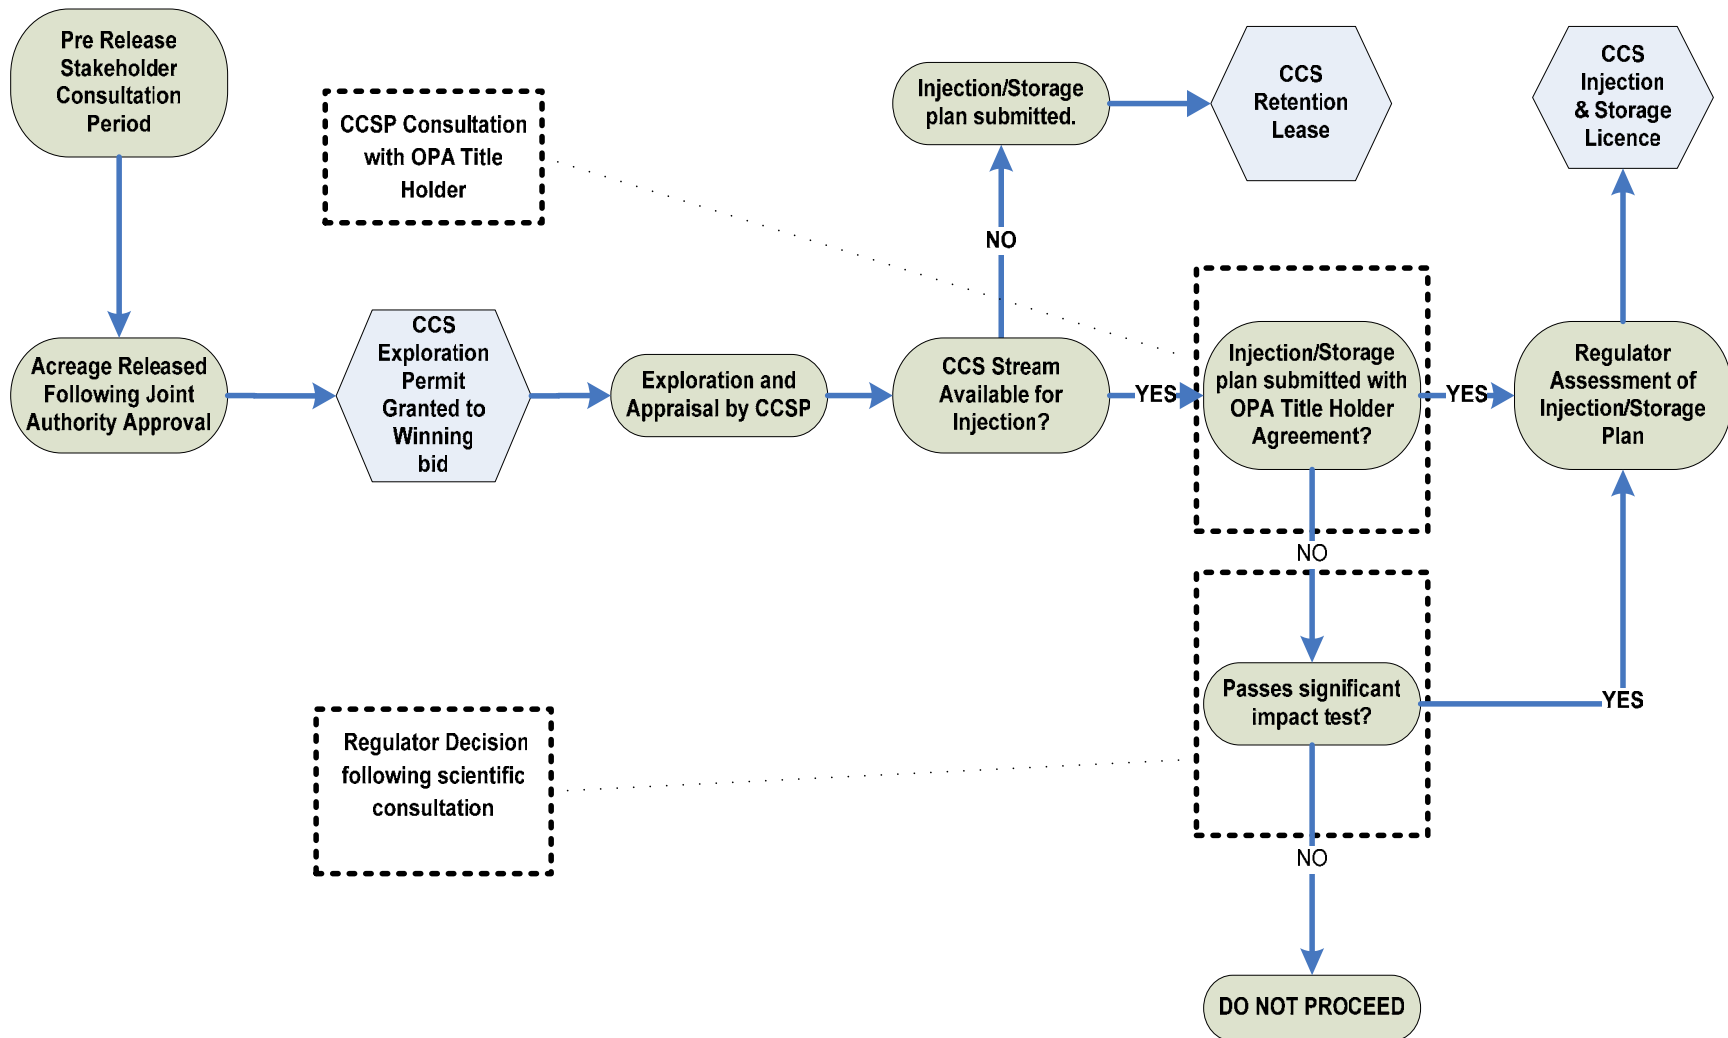 Pre Release
Stakeholder
Consultation
Period
CCSP Consultation
with OPA Title
Holder
Injection/Storage
plan submitted.
CCS
Retention
Lease
CCS
Injection
& Storage
Licence
NO
Acreage Released
Following Joint
Authority Approval
CCS
Exploration
Permit
Granted to
Winning
bid
Exploration and
Appraisal by CCSP
CCS Stream
Available for
Injection?
YES
Injection/Storage
plan submitted with
OPA Title Holder
Agreement?
YES
Regulator
Assessment of
Injection/Storage
Plan
NO
Passes significant
impact test?
YES
Regulator Decision
following scientific
consultation
NO
DO NOT PROCEED